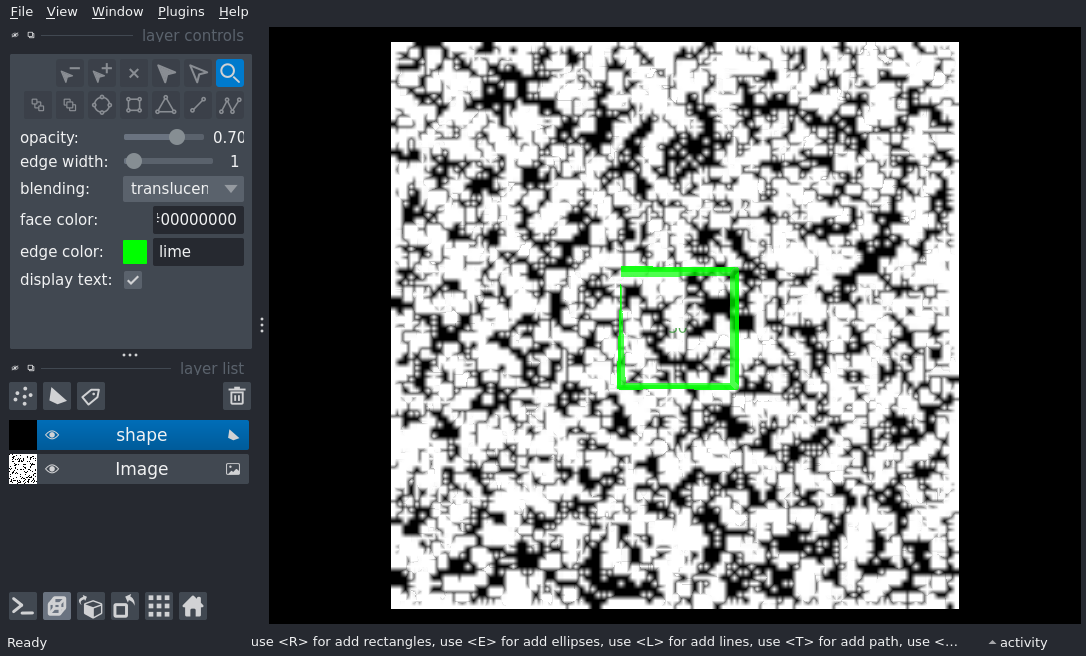 File View Window Plugins Help
layer controls
opacity: 0.70
edge width: 1
blending: translucen
face color: 00000000
edge color: lime
display text:
layer list
shape
Image
Ready use <R> for add rectangles, use <E> for add ellipses, use <L> for add lines, use <T> for add path, use <... activity